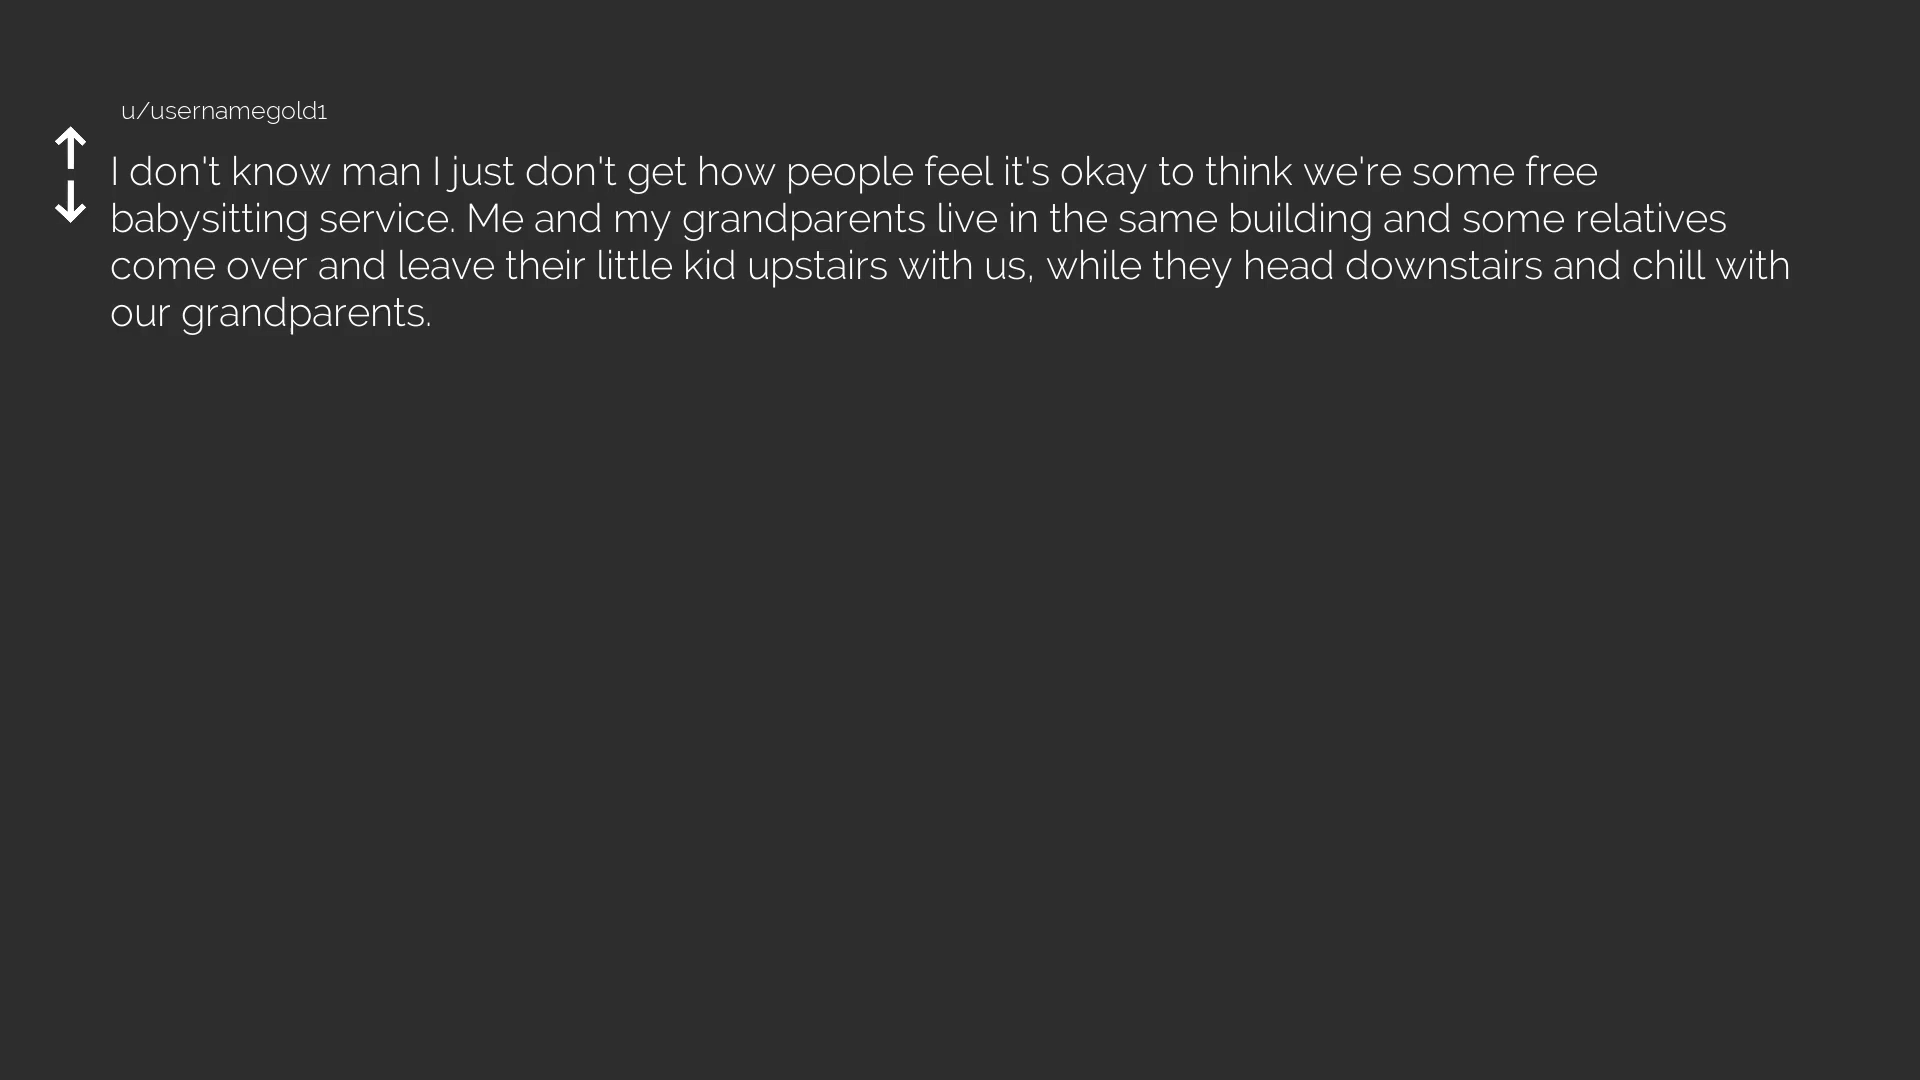 u/usernamegold1
I don't know man I just don't get how people feel it's okay to think we're some free
babysitting service. Me and my grandparents live in the same building and some relatives
come over and leave their little kid upstairs with us, while they head downstairs and chill with
our grandparents.